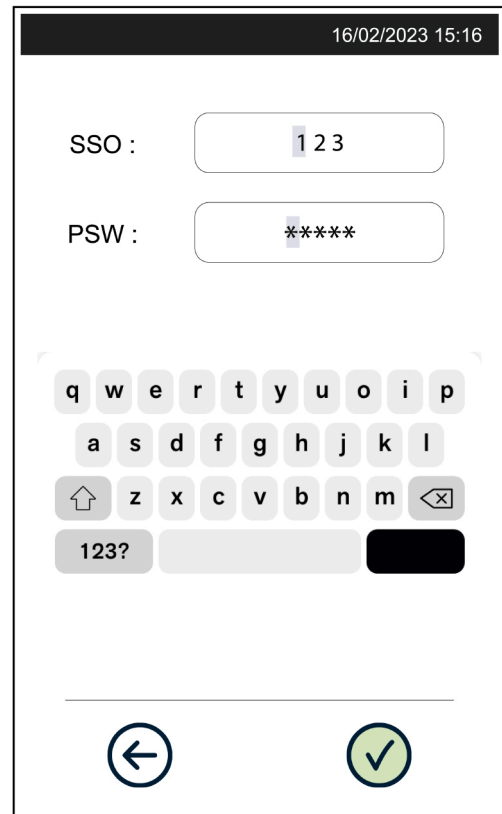 16/02/2023 15:16
SSO : 123
PSW : *****
q w e r t y u o i p
a s d f g h j k l
z x c v b n m
123?